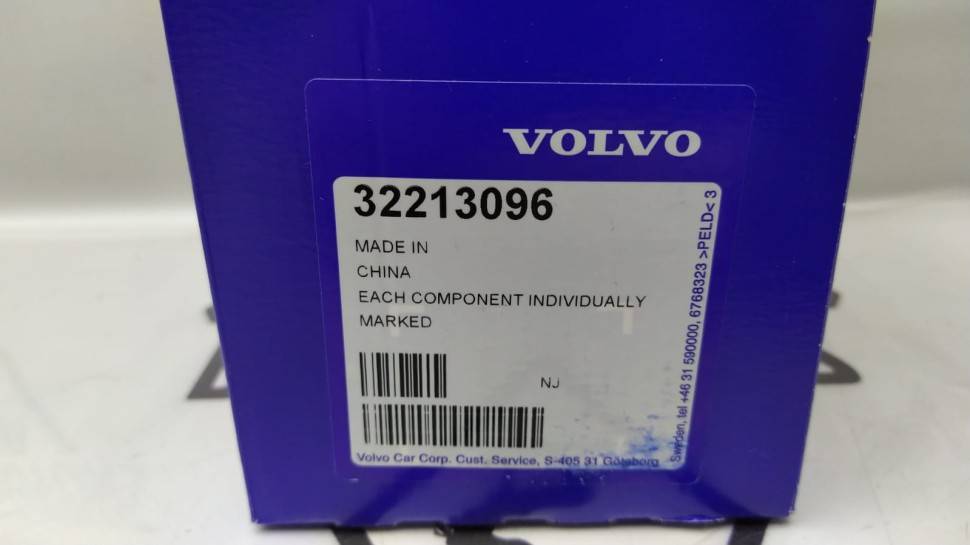 VOLVO
32213096
MADE IN
CHINA
EACH COMPONENT INDIVIDUALLY
MARKED
NJ
Volvo Car Corp. Cust. Service, S-405 31 Göteborg
Sweden, tel +46 31 590000, 6768323 >PELD< 3